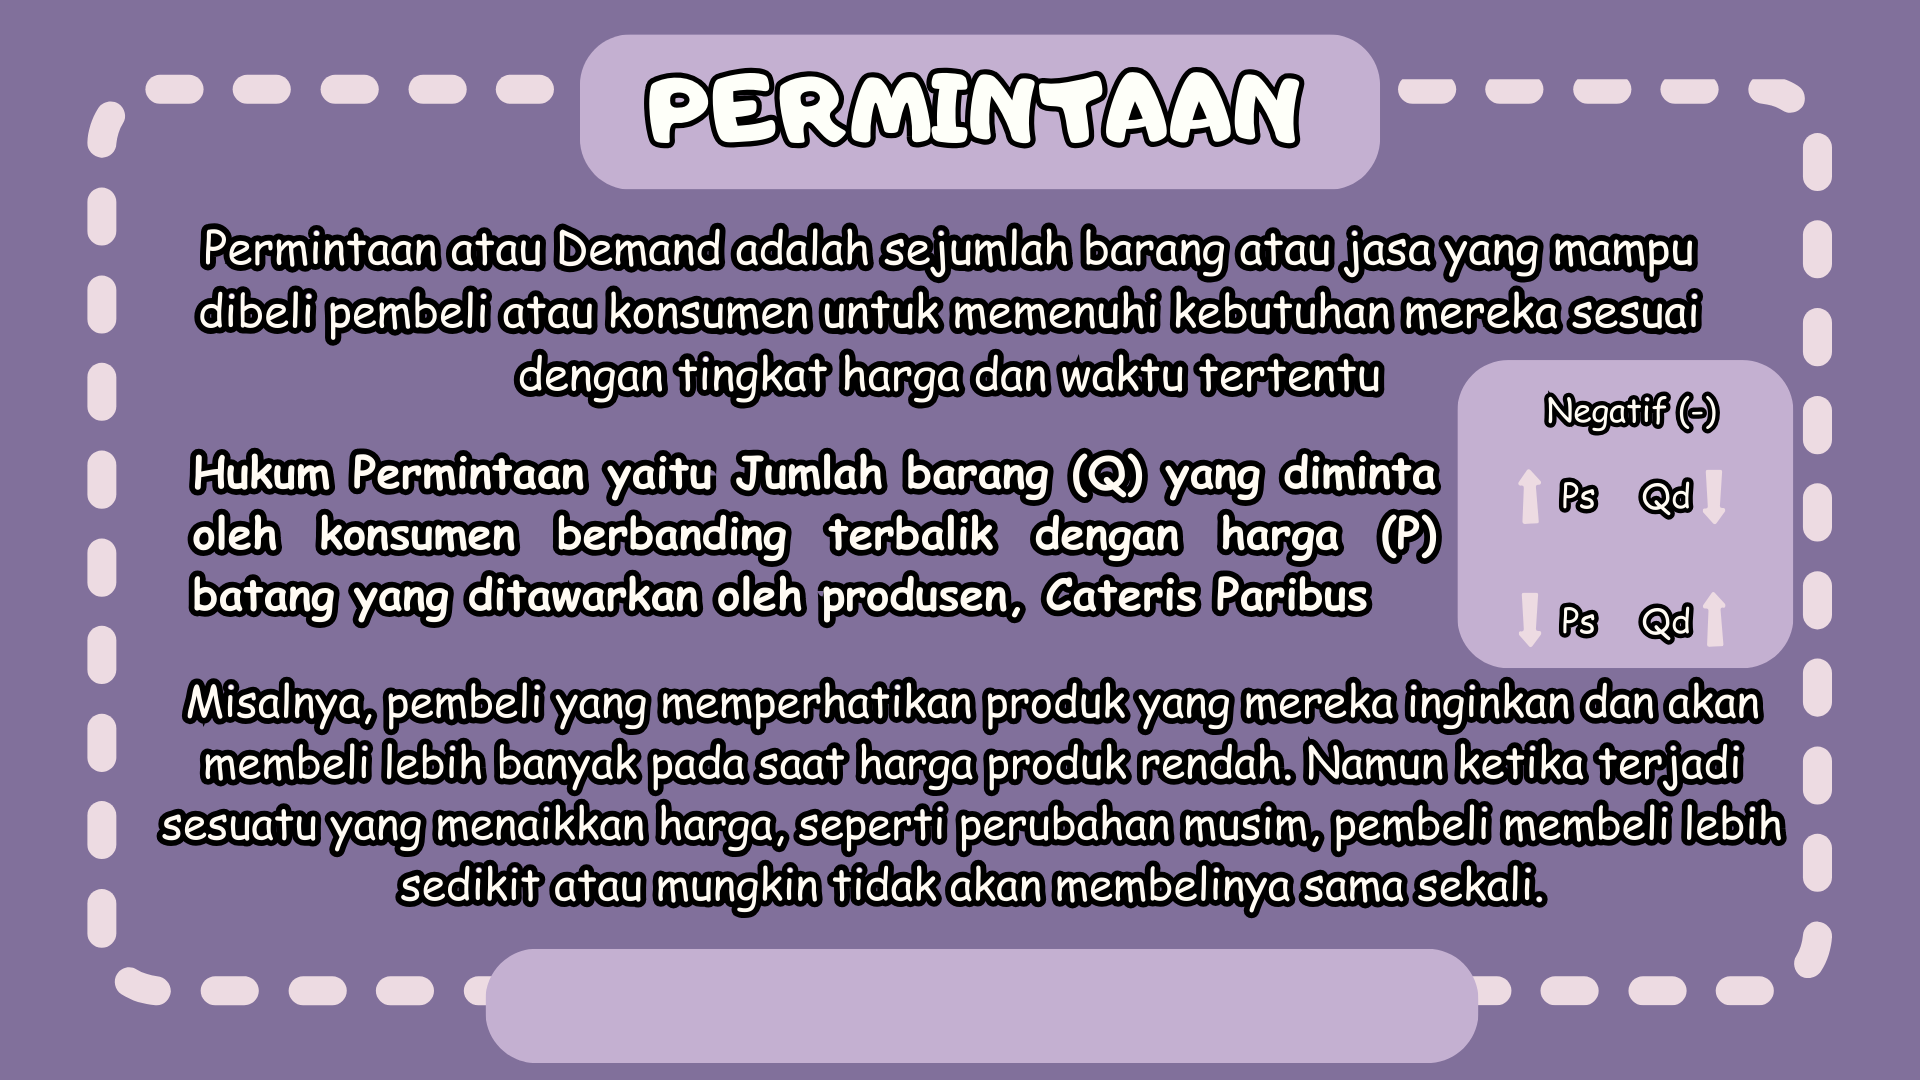 PERMINTAAN
Permintaan atau Demand adalah sejumlah barang atau jasa yang mampu
dibeli pembeli atau konsumen untuk memenuhi kebutuhan mereka sesuai
dengan tingkat harga dan waktu tertentu
Hukum Permintaan yaitu Jumlah barang (Q) yang diminta
oleh konsumen berbanding terbalik dengan harga (P)
batang yang ditawarkan oleh produsen, Cateris Paribus
Negatif (-)
Ps Qd
Ps Qd
Misalnya, pembeli yang memperhatikan produk yang mereka inginkan dan akan
membeli lebih banyak pada saat harga produk rendah. Namun ketika terjadi
sesuatu yang menaikkan harga, seperti perubahan musim, pembeli membeli lebih
sedikit atau mungkin tidak akan membelinya sama sekali.